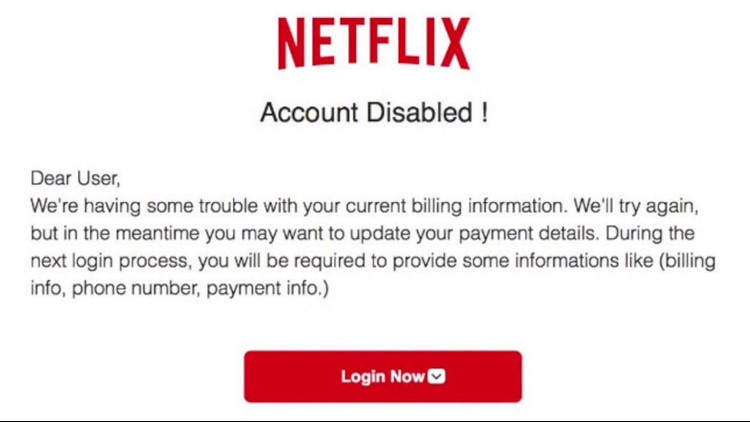 NETFLIX
Account Disabled !
Dear User,
We're having some trouble with your current billing information. We'll try again,
but in the meantime you may want to update your payment details. During the
next login process, you will be required to provide some informations like (billing
info, phone number, payment info.)
Login Now